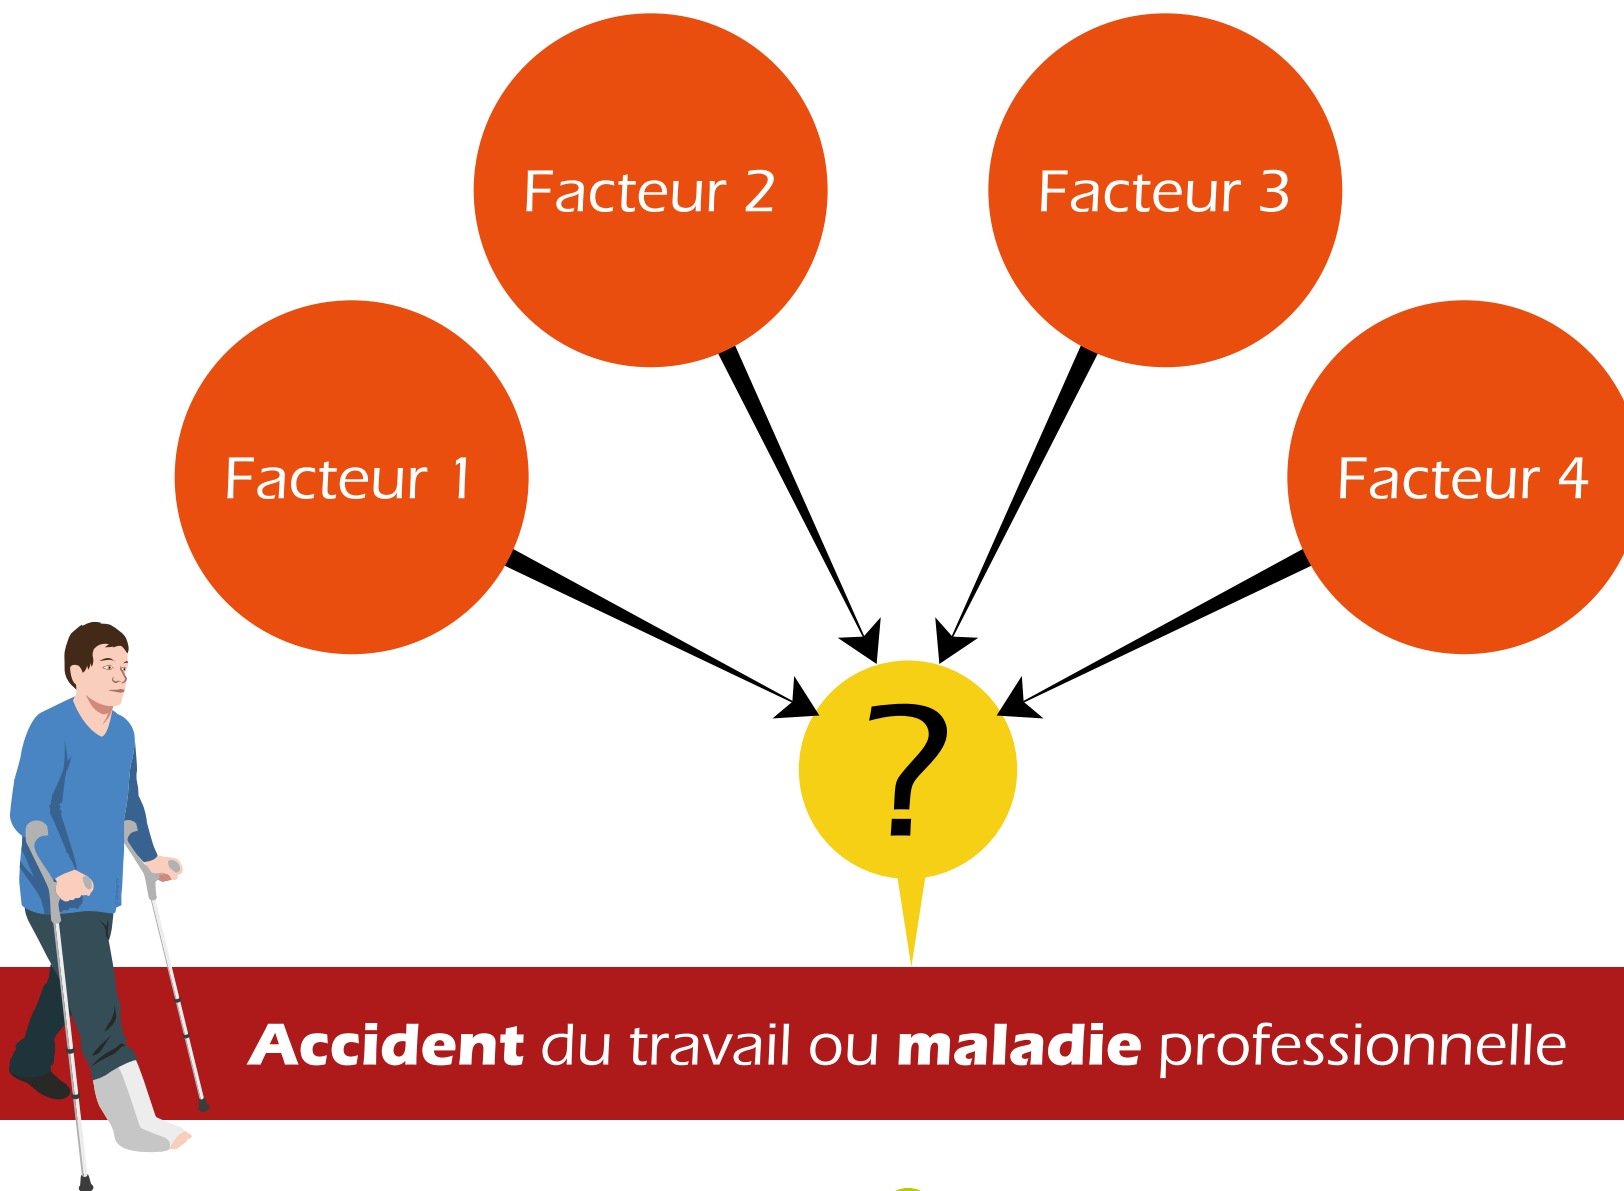 Facteur 2
Facteur 3
Facteur 1
Facteur 4
?
Accident du travail ou maladie professionnelle